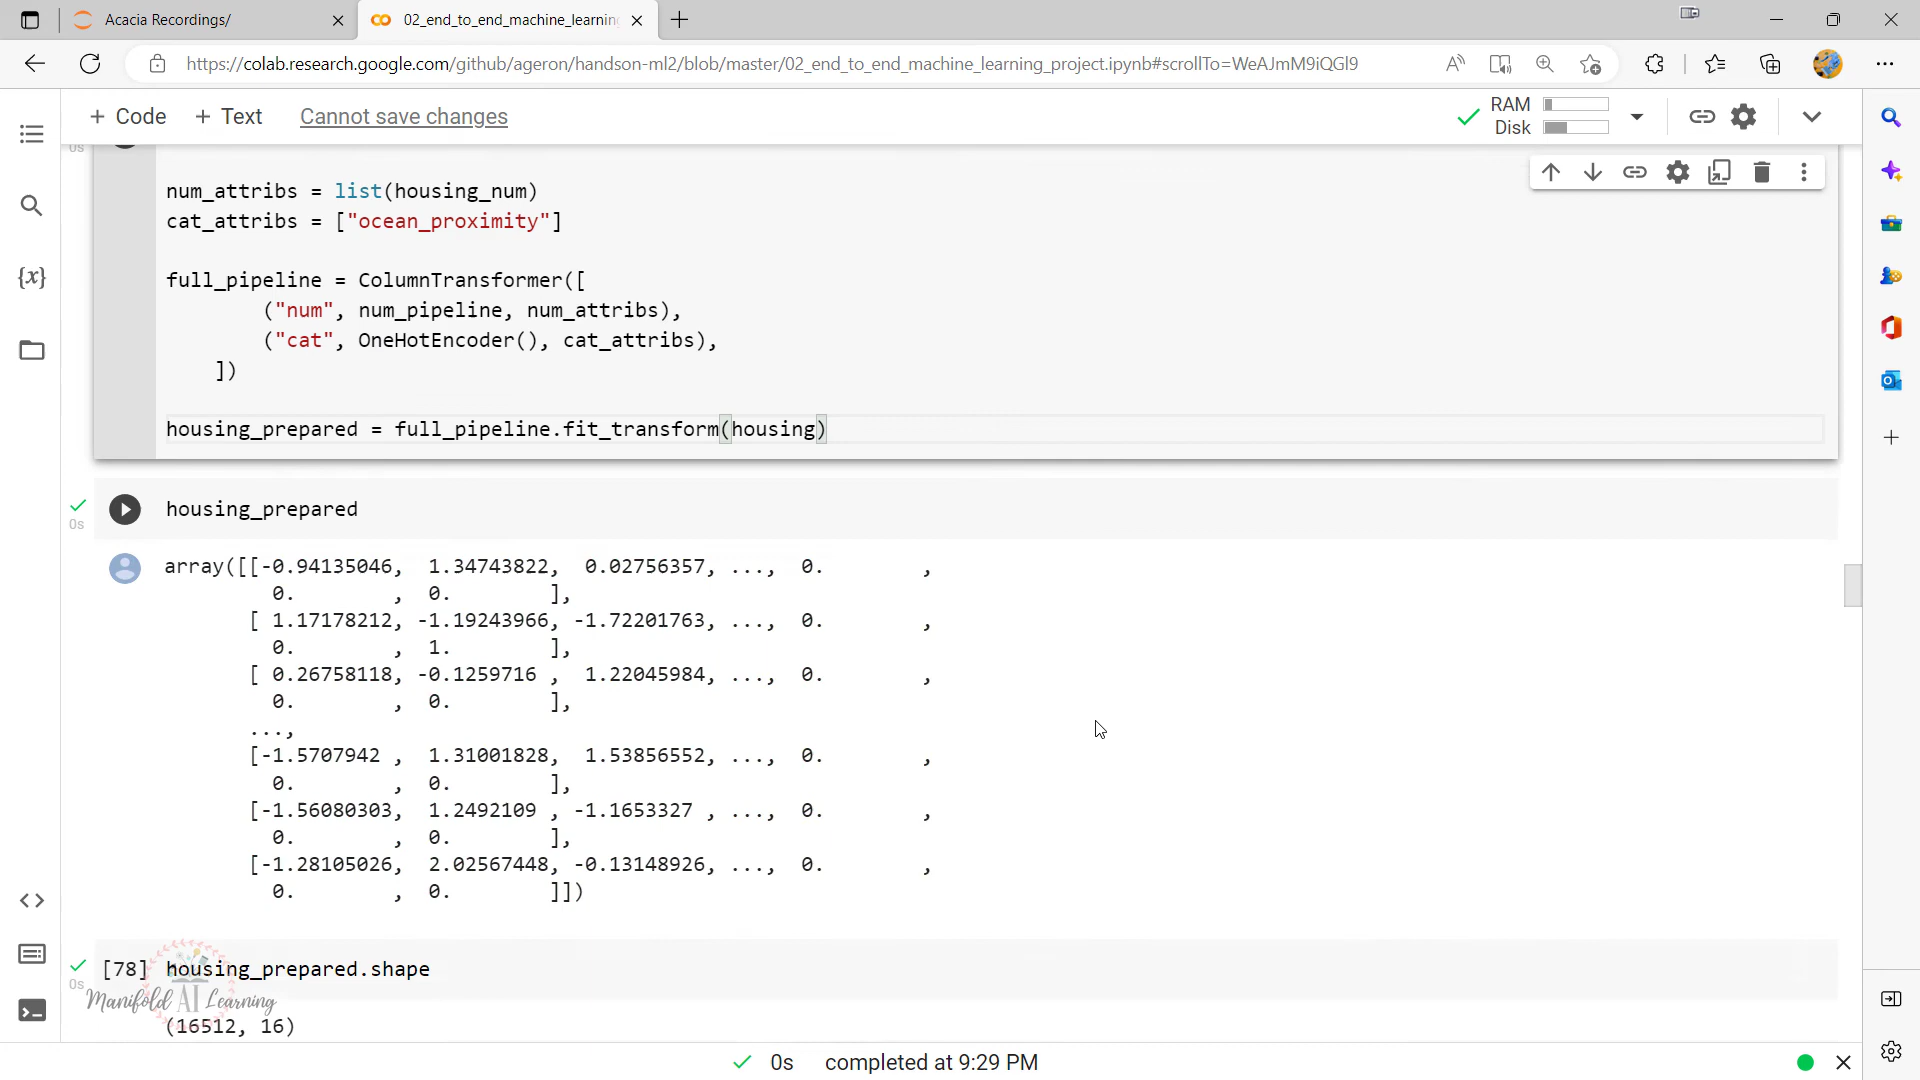 Acacia Recordings/
02_end_to_end_machine_learning
https://colab.research.google.com/github/ageron/handson-ml2/blob/master/02_end_to_end_machine_learning_project.ipynb#scrollTo=WeAJmM9iQGI9
+ Code + Text Cannot save changes
RAM
Disk
0s
num_attribs = list(housing_num)
cat_attribs = ["ocean_proximity"]
{x}
full_pipeline = ColumnTransformer([
("num", num_pipeline, num_attribs),
("cat", OneHotEncoder(), cat_attribs),
])
housing_prepared = full_pipeline.fit_transform(housing)
housing_prepared
0s
array([[-0.94135046, 1.34743822, 0.02756357, ..., 0. ,
0. , 0. ],
[ 1.17178212, -1.19243966, -1.72201763, ..., 0. ,
0. , 1. ],
[ 0.26758118, -0.1259716 , 1.22045984, ..., 0. ,
0. , 0. ],
...,
[-1.5707942 , 1.31001828, 1.53856552, ..., 0. ,
0. , 0. ],
[-1.56080303, 1.2492109 , -1.1653327 , ..., 0. ,
0. , 0. ],
[-1.28105026, 2.02567448, -0.13148926, ..., 0. ,
0. , 0. ]])
[78] housing_prepared.shape
0s
Manifold AI Learning
(16512, 16)
0s completed at 9:29 PM